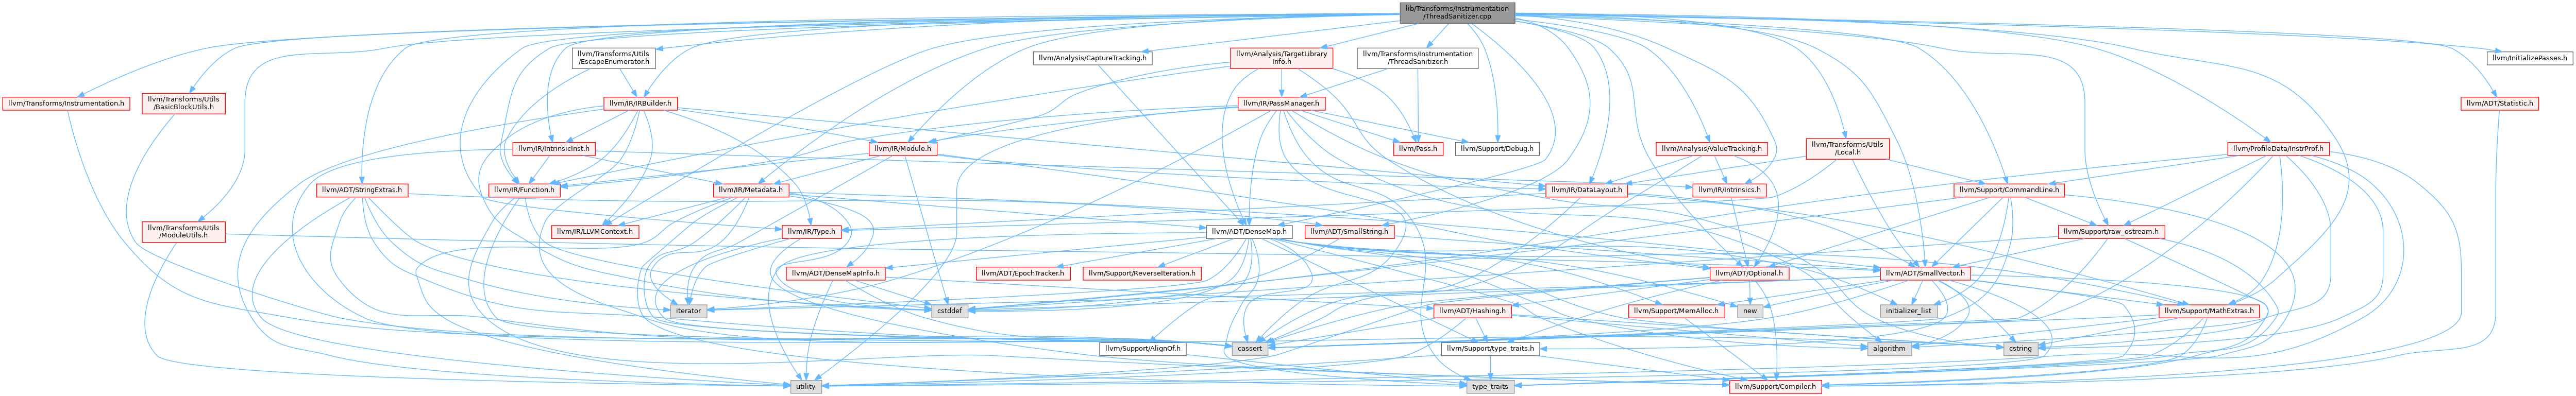 lib/Transforms/Instrumentation
/ThreadSanitizer.cpp
llvm/Transforms/Utils
/EscapeEnumerator.h
llvm/Analysis/CaptureTracking.h
llvm/Analysis/TargetLibrary
Info.h
llvm/Transforms/Instrumentation
/ThreadSanitizer.h
llvm/InitializePasses.h
llvm/Transforms/Instrumentation.h
llvm/Transforms/Utils
/BasicBlockUtils.h
llvm/IR/IRBuilder.h
llvm/IR/PassManager.h
llvm/ADT/Statistic.h
llvm/IR/IntrinsicInst.h
llvm/IR/Module.h
llvm/Pass.h
llvm/Support/Debug.h
llvm/Analysis/ValueTracking.h
llvm/Transforms/Utils
/Local.h
llvm/ProfileData/InstrProf.h
llvm/ADT/StringExtras.h
llvm/IR/Function.h
llvm/IR/Metadata.h
llvm/IR/DataLayout.h
llvm/IR/Intrinsics.h
llvm/Support/CommandLine.h
llvm/Transforms/Utils
/ModuleUtils.h
llvm/IR/LLVMContext.h
llvm/IR/Type.h
llvm/ADT/DenseMap.h
llvm/ADT/SmallString.h
llvm/Support/raw_ostream.h
llvm/ADT/DenseMapInfo.h
llvm/ADT/EpochTracker.h
llvm/Support/ReverseIteration.h
llvm/ADT/Optional.h
llvm/ADT/SmallVector.h
iterator
cstddef
llvm/ADT/Hashing.h
llvm/Support/MemAlloc.h
new
initializer_list
llvm/Support/MathExtras.h
llvm/Support/AlignOf.h
cassert
llvm/Support/type_traits.h
algorithm
cstring
utility
type_traits
llvm/Support/Compiler.h